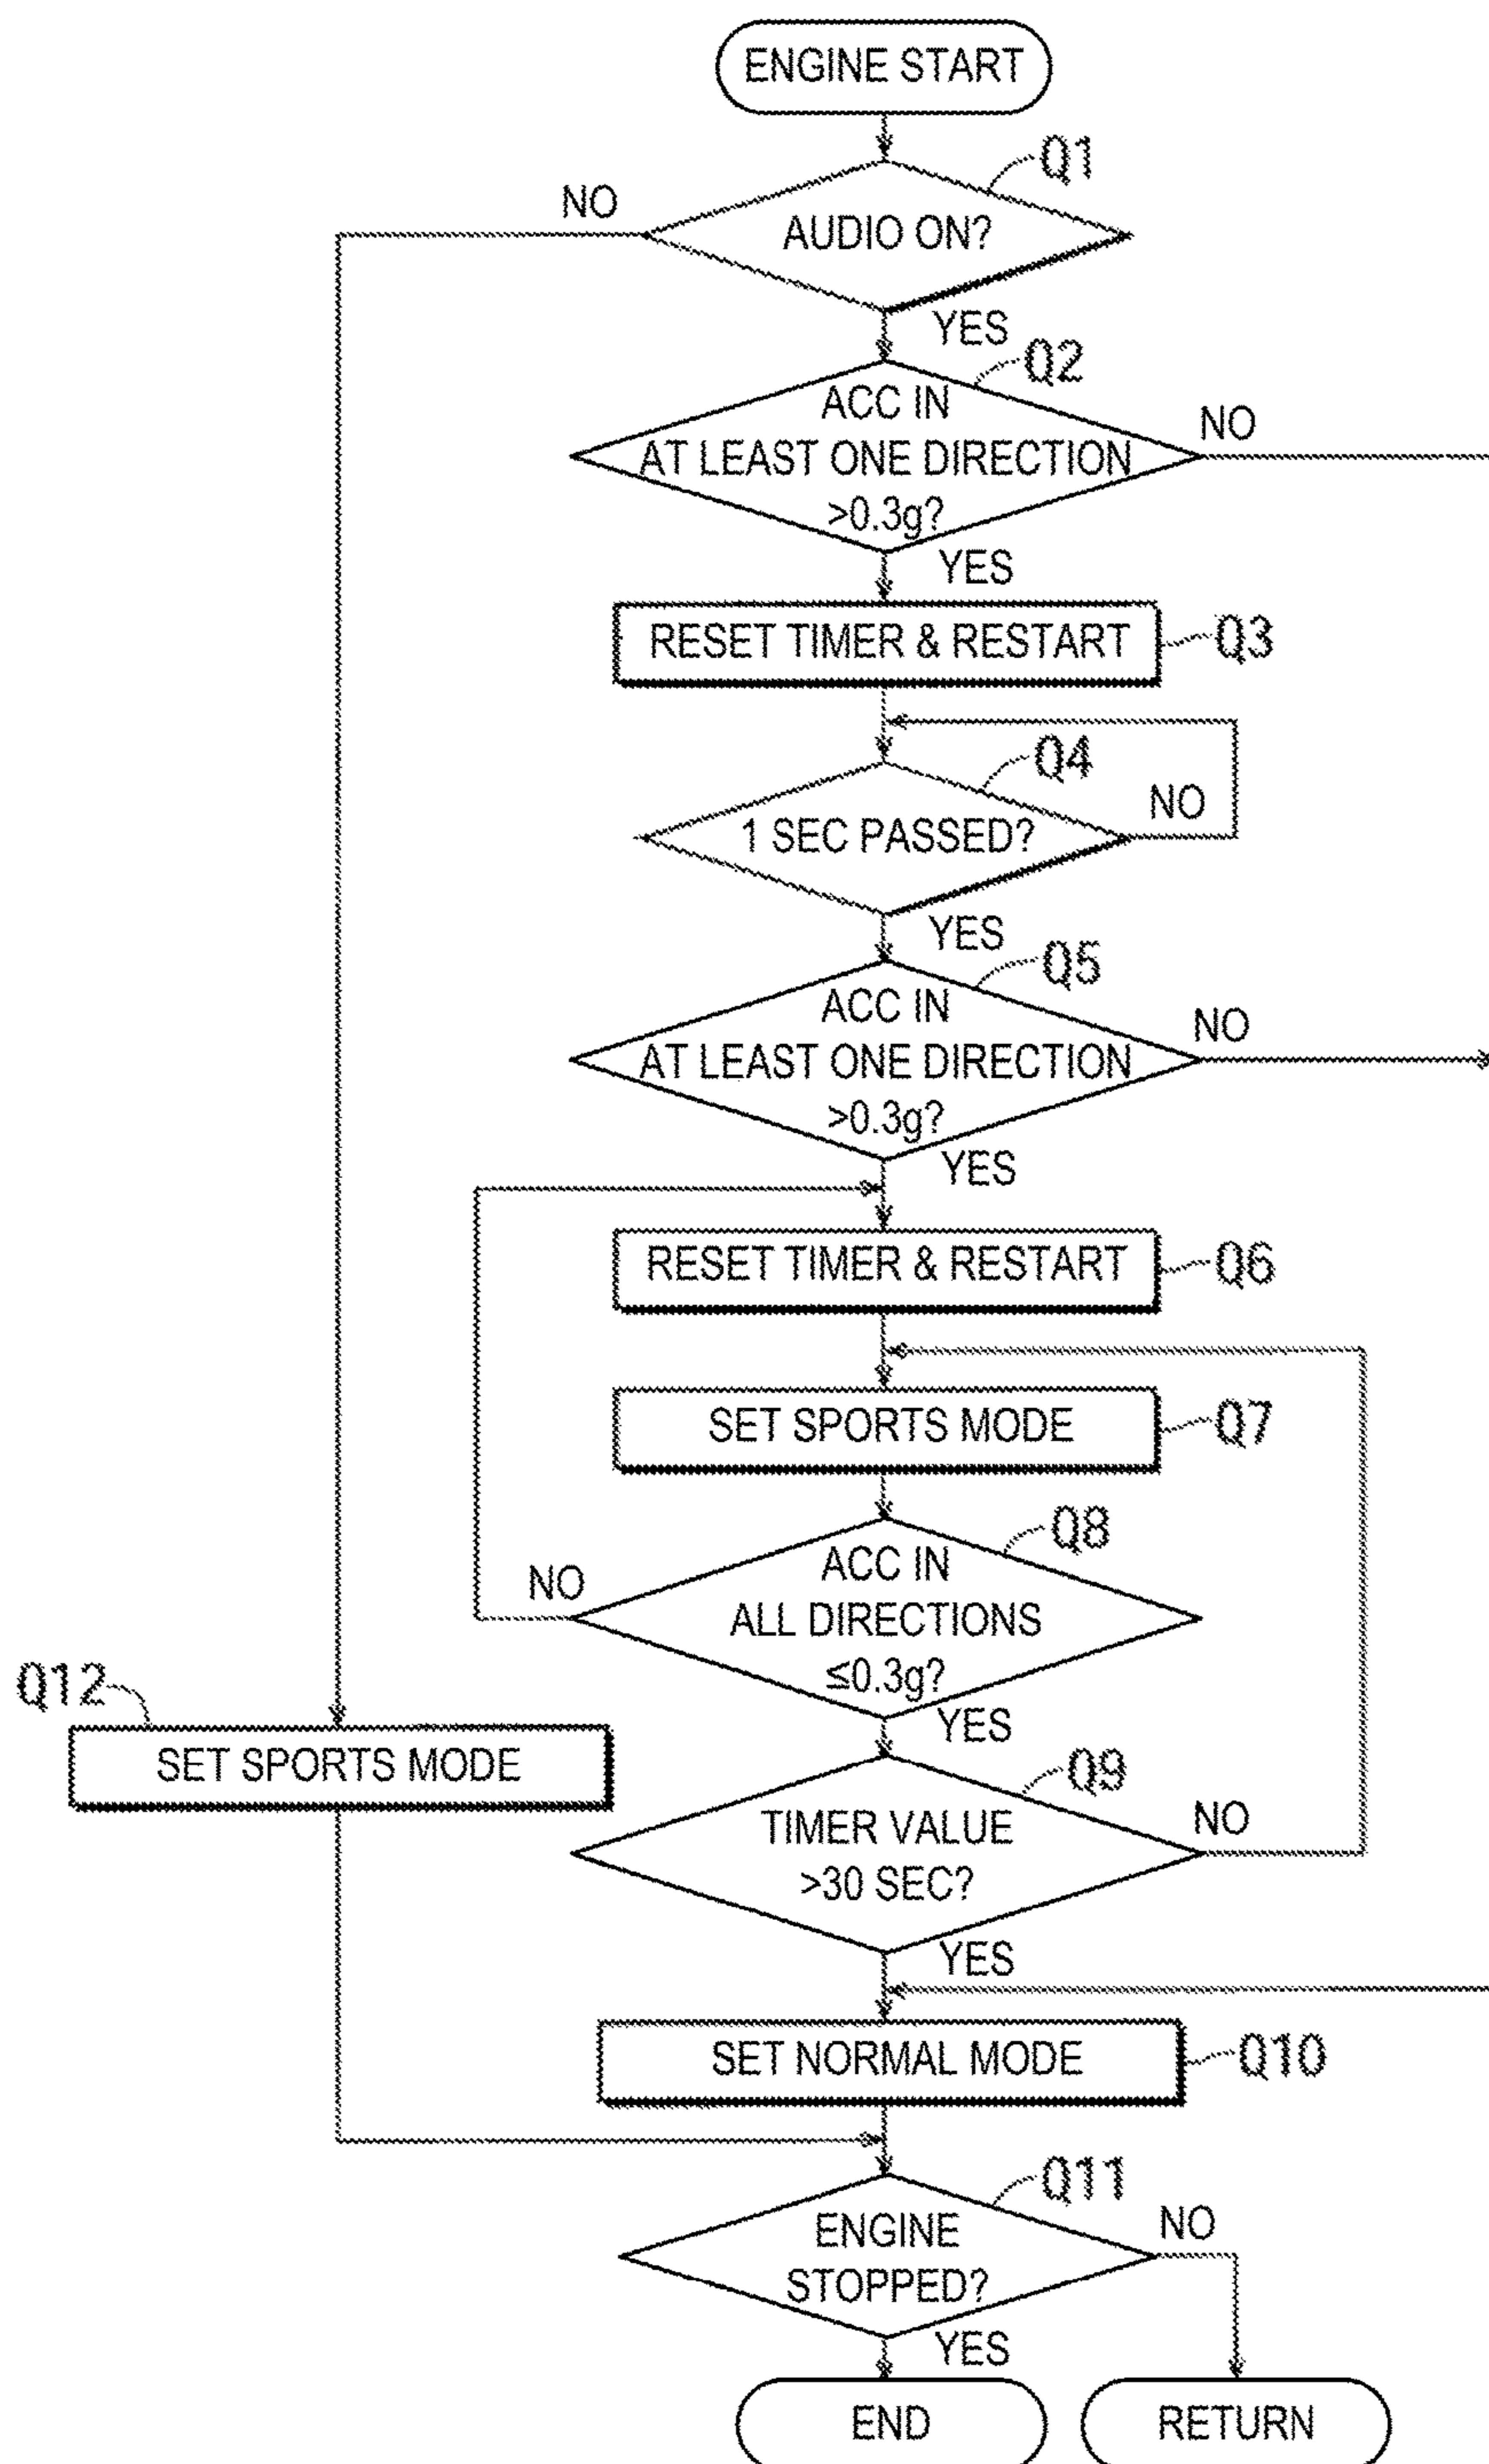 ENGINE START
Q1
NO
AUDIO ON?
YES
Q2
ACC IN
NO
AT LEAST ONE DIRECTION
>0.3g?
YES
RESET TIMER & RESTART
Q3
Q4
NO
1 SEC PASSED?
YES
Q5
ACC IN
NO
AT LEAST ONE DIRECTION
>0.3g?
YES
RESET TIMER & RESTART
Q6
SET SPORTS MODE
Q7
Q8
ACC IN
NO
ALL DIRECTIONS
≤0.3g?
Q12
YES
SET SPORTS MODE
Q9
TIMER VALUE
NO
>30 SEC?
YES
SET NORMAL MODE
Q10
Q11
NO
ENGINE
STOPPED?
YES
END
RETURN